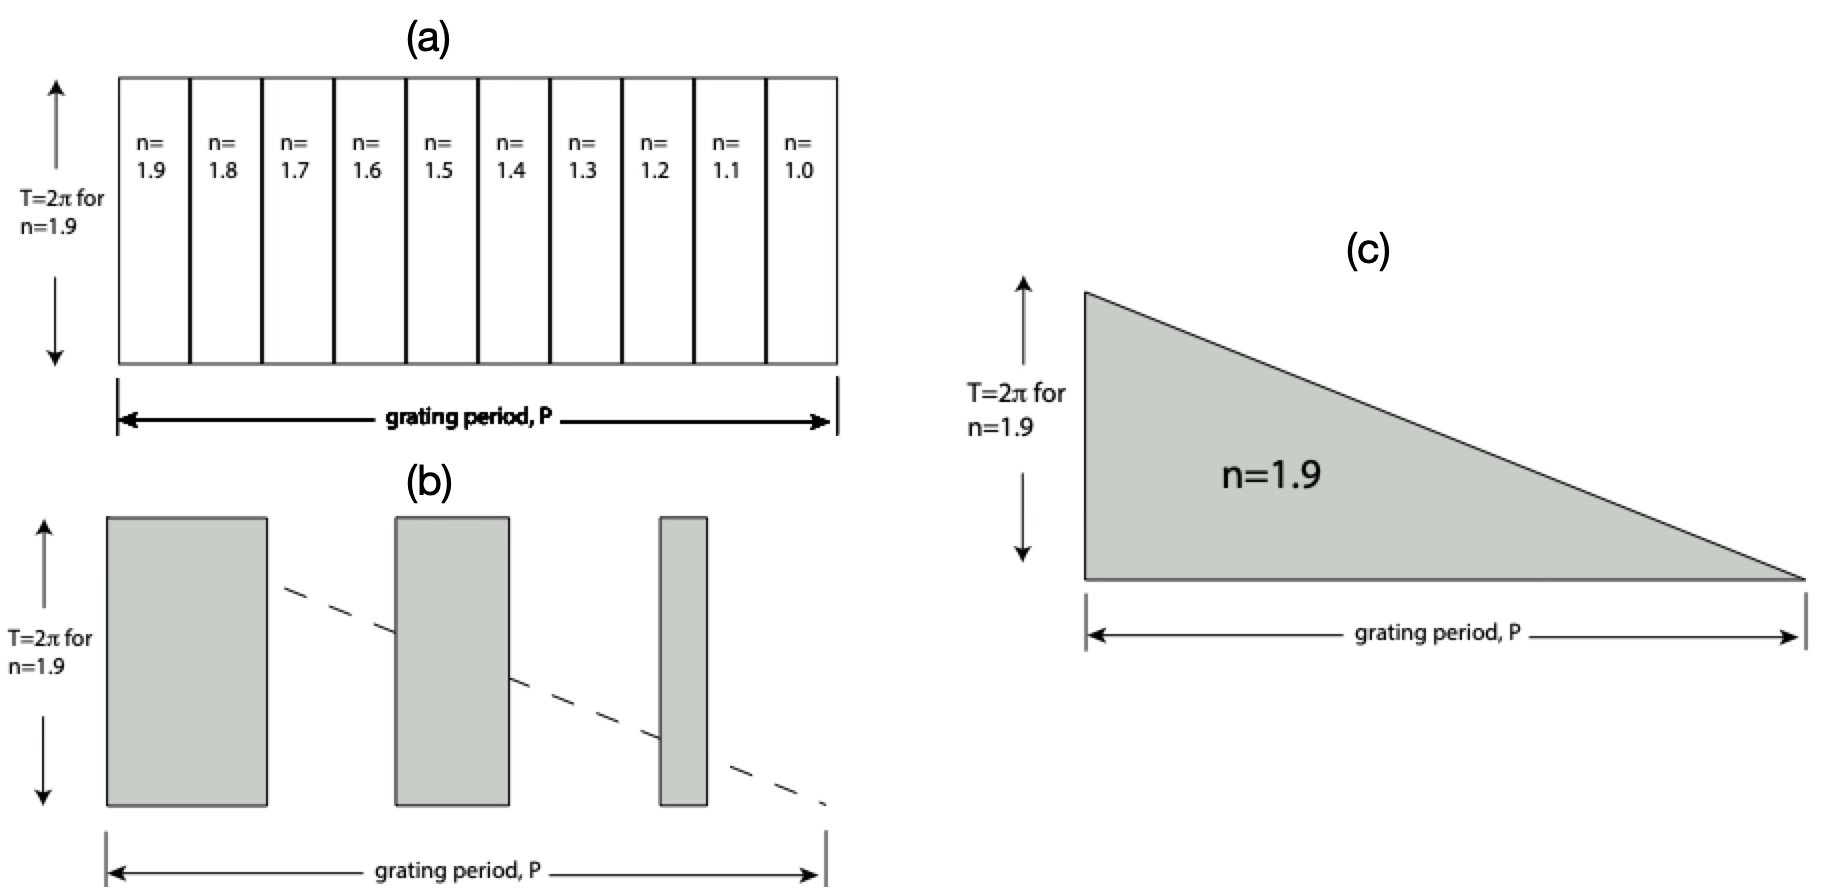 (a)
n=
1.9
n=
1.8
n=
1.7
n=
1.6
n=
1.5
n=
1.4
n=
1.3
n=
1.2
n=
1.1
n=
1.0
T=2π for
n=1.9
grating period, P
(b)
T=2π for
n=1.9
grating period, P
(c)
T=2π for
n=1.9
n=1.9
grating period, P